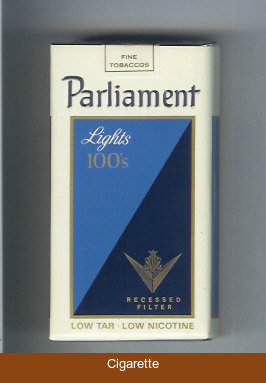 FINE
TOBACCOS
Parliament
Lights
100's
RECESSED
FILTER
LOW TAR · LOW NICOTINE
Cigarette